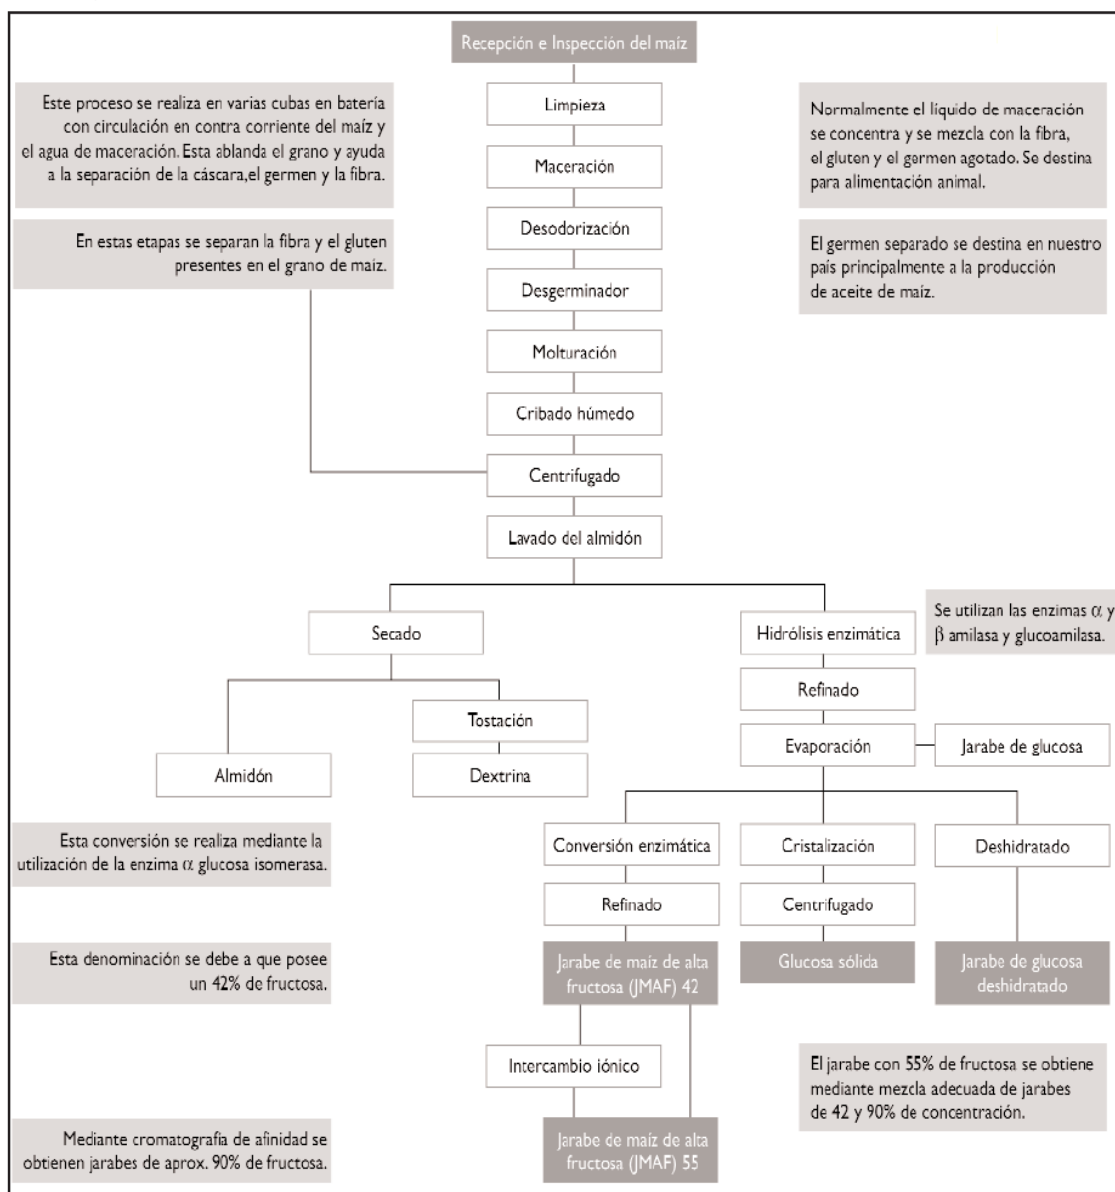 Recepción e Inspección del maíz
Este proceso se realiza en varias cubas en batería
con circulación en contra corriente del maíz y
el agua de maceración. Esta ablanda el grano y ayuda
a la separación de la cáscara,el germen y la fibra.
Limpieza
Normalmente el líquido de maceración
se concentra y se mezcla con la fibra,
el gluten y el germen agotado. Se destina
para alimentación animal.
Maceración
Desodorización
En estas etapas se separan la fibra y el gluten
presentes en el grano de maíz.
El germen separado se destina en nuestro
país principalmente a la producción
de aceite de maíz.
Desgerminador
Molturación
Cribado húmedo
Centrifugado
Lavado del almidón
Secado
Hidrólisis enzimática
Se utilizan las enzimas α y
β amilasa y glucoamilasa.
Refinado
Tostación
Evaporación
Jarabe de glucosa
Almidón
Dextrina
Esta conversión se realiza mediante la
utilización de la enzima α glucosa isomerasa.
Conversión enzimática
Cristalización
Deshidratado
Refinado
Centrifugado
Esta denominación se debe a que posee
un 42% de fructosa.
Jarabe de maíz de alta
fructosa (JMAF) 42
Glucosa sólida
Jarabe de glucosa
deshidratado
Intercambio iónico
El jarabe con 55% de fructosa se obtiene
mediante mezcla adecuada de jarabes
de 42 y 90% de concentración.
Mediante cromatografía de afinidad se
obtienen jarabes de aprox. 90% de fructosa.
Jarabe de maíz de alta
fructosa (JMAF) 55